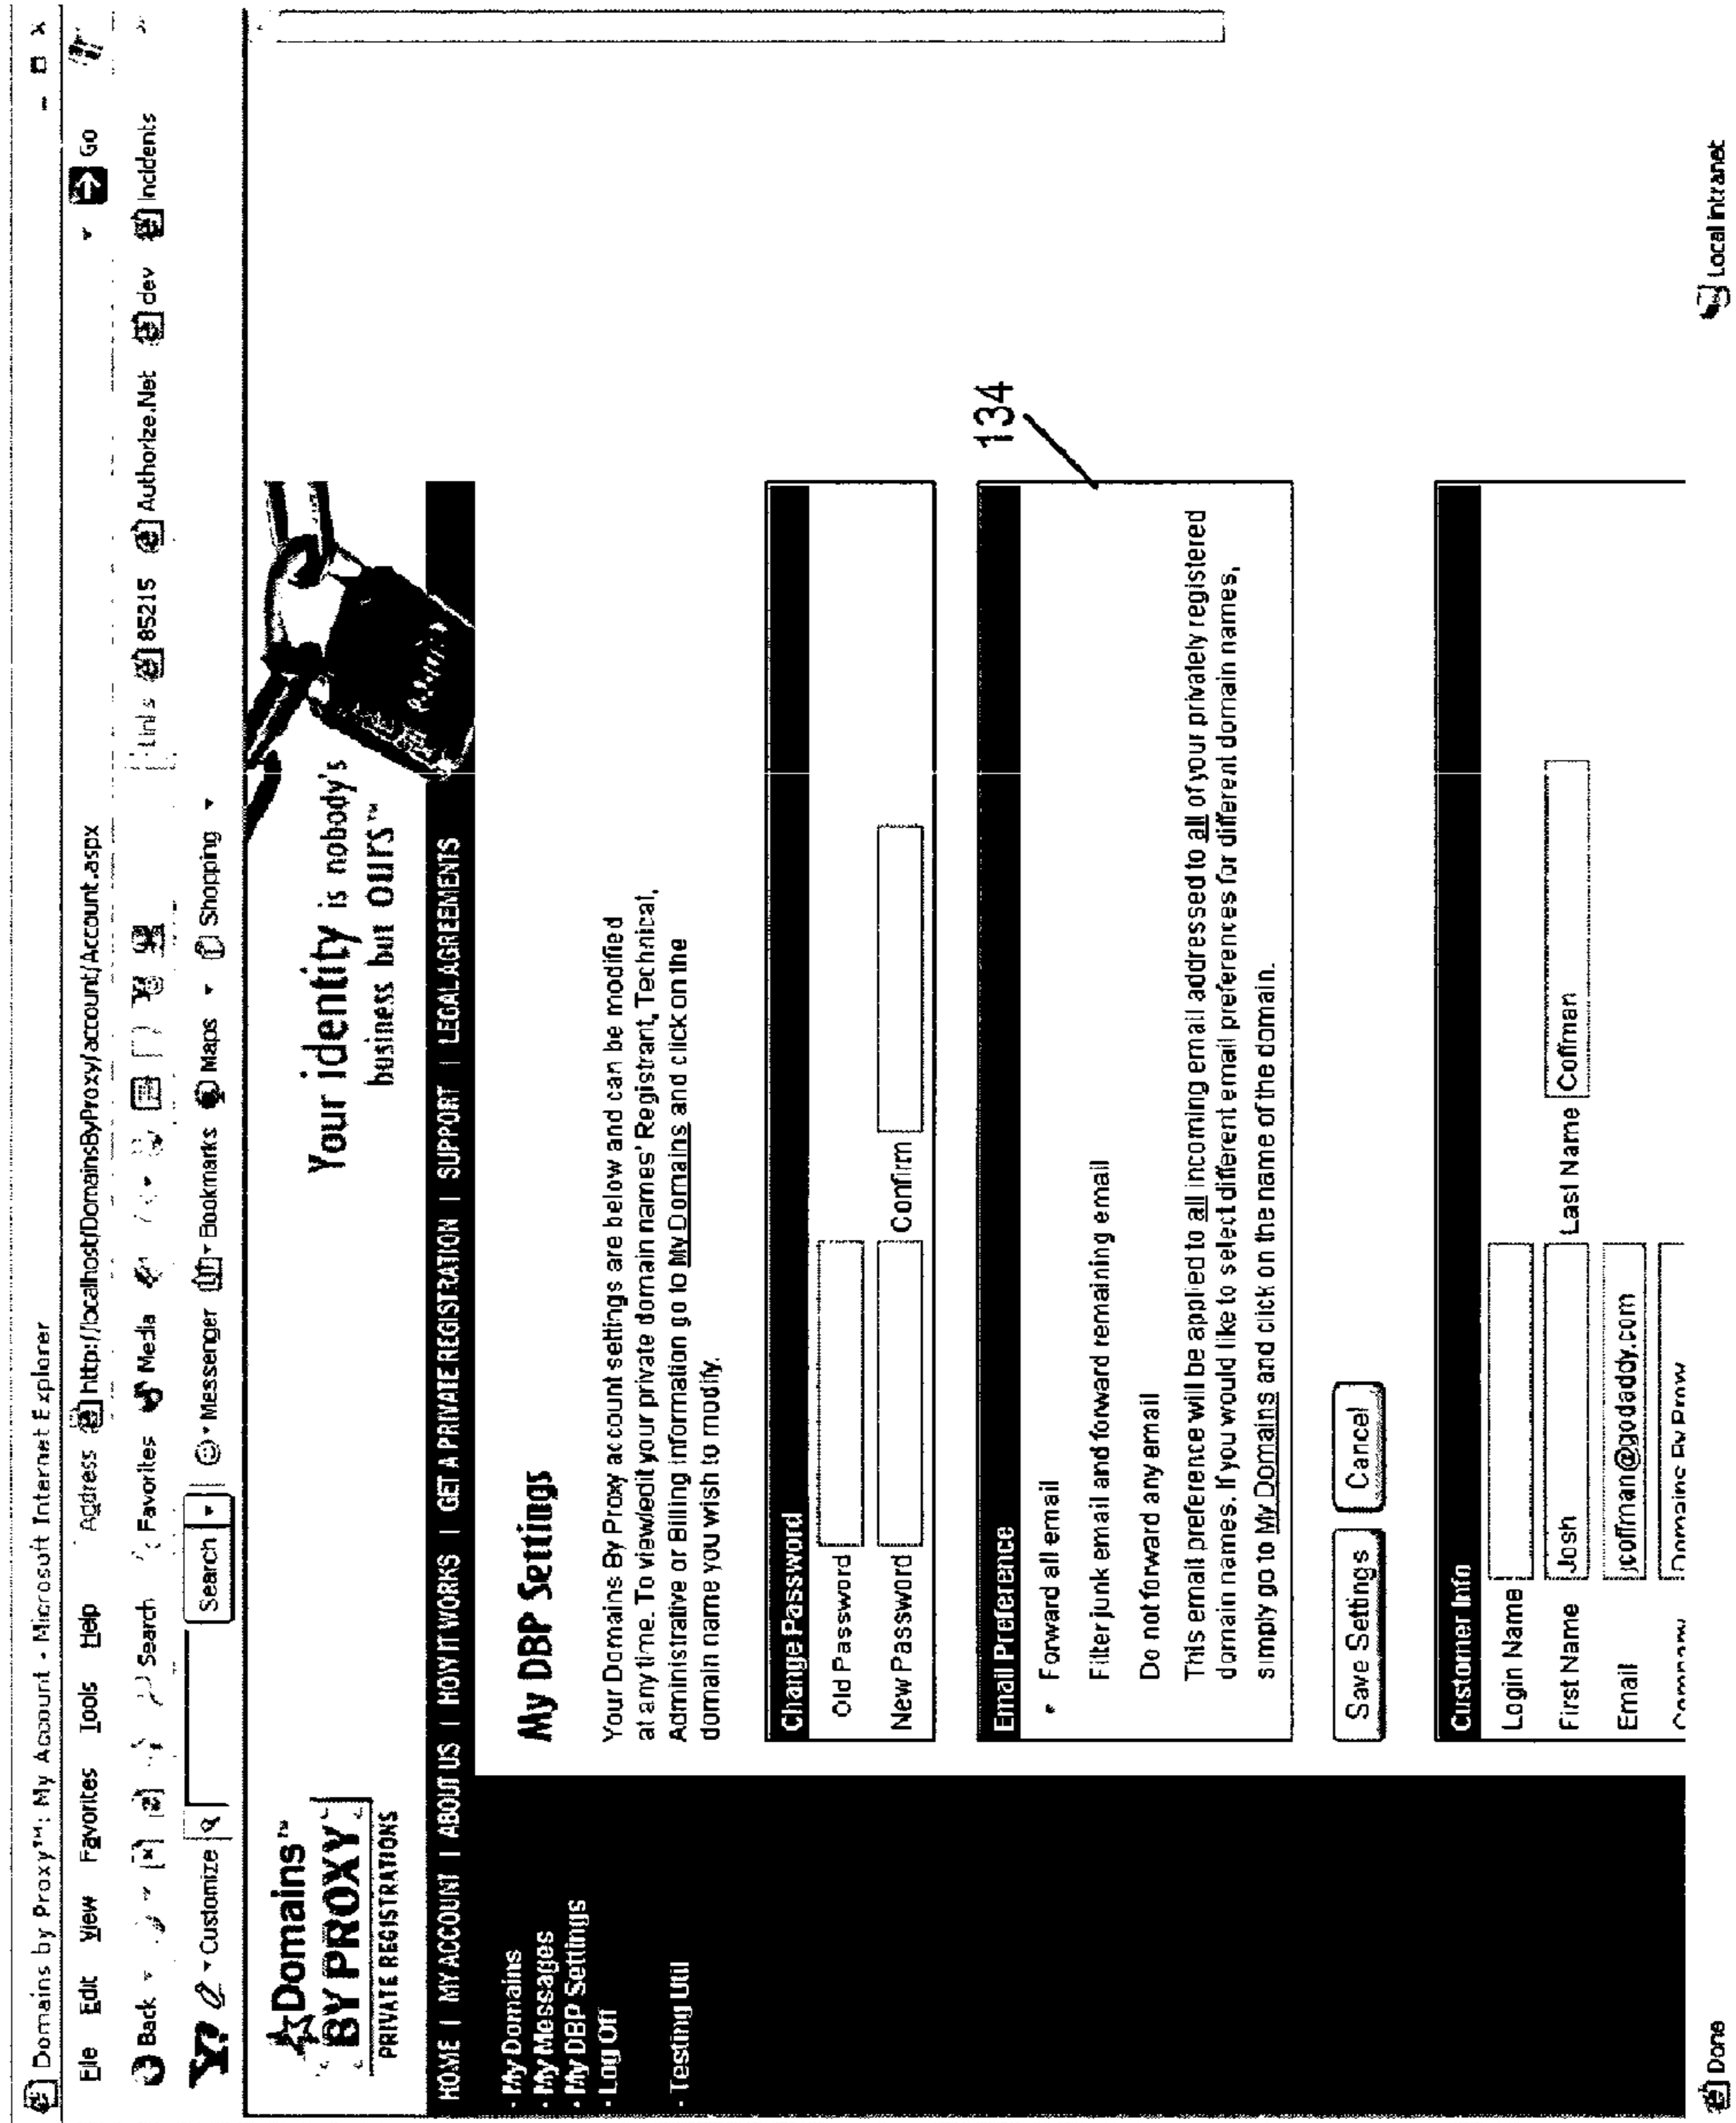 Domains by Proxy™: My Account - Microsoft Internet Explorer
File Edit View Favorites Tools Help Address http://localhost/DomainsByProxy/account/Account.aspx Go
Back Search Favorites Media Links 85215 Authorize.Net dev Incidents
Y! Customize Search Messenger Bookmarks Maps Shopping
Domains™
BY PROXY
PRIVATE REGISTRATIONS
Your identity is nobody's
business but OURS™
HOME | MY ACCOUNT | ABOUT US | HOW IT WORKS | GET A PRIVATE REGISTRATION | SUPPORT | LEGAL AGREEMENTS
· My Domains
· My Messages
· My DBP Settings
· Log Off
· Testing Util
My DBP Settings
Your Domains By Proxy account settings are below and can be modified
at any time. To view/edit your private domain names' Registrant, Technical,
Administrative or Billing information go to My Domains and click on the
domain name you wish to modify.
Change Password
Old Password
New Password Confirm
134
Email Preference
Forward all email
Filter junk email and forward remaining email
Do not forward any email
This email preference will be applied to all incoming email addressed to all of your privately registered
domain names. If you would like to select different email preferences for different domain names,
simply go to My Domains and click on the name of the domain.
Save Settings Cancel
Customer Info
Login Name
First Name Josh Last Name Coffman
Email jcoffman@godaddy.com
Company Domains By Proxy
Done Local intranet